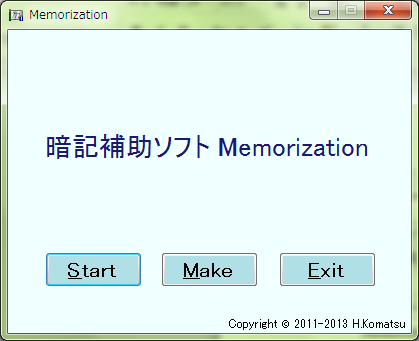 Memorization
暗記補助ソフト Memorization
Start Make Exit
Copyright © 2011-2013 H.Komatsu